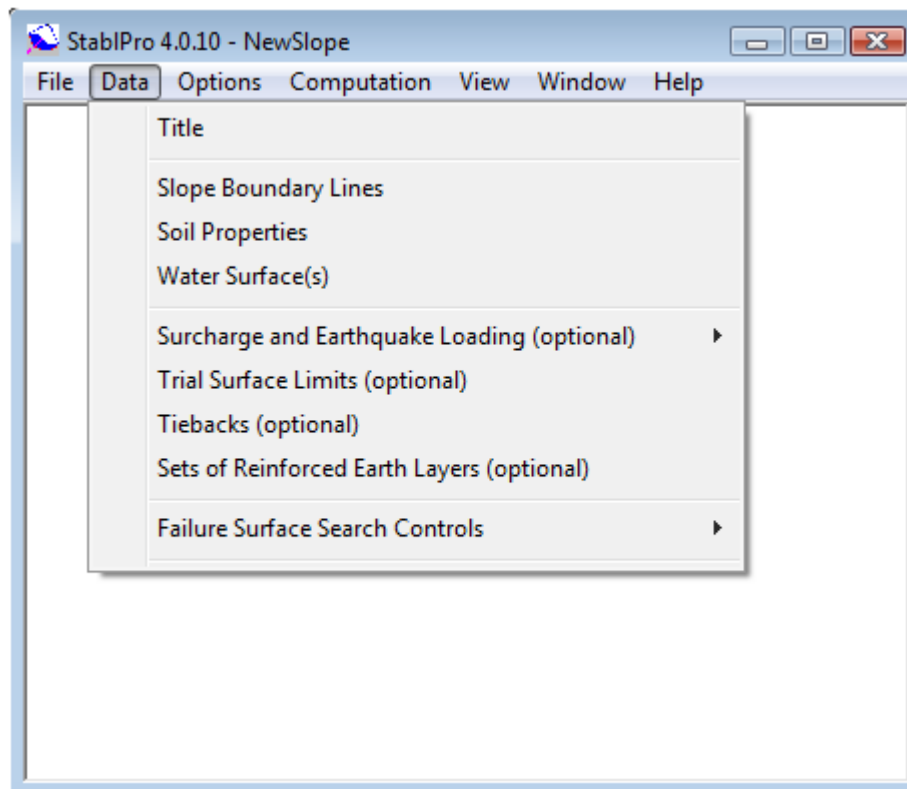 StablPro 4.0.10 - NewSlope
File Data Options Computation View Window Help
Title
Slope Boundary Lines
Soil Properties
Water Surface(s)
Surcharge and Earthquake Loading (optional)
Trial Surface Limits (optional)
Tiebacks (optional)
Sets of Reinforced Earth Layers (optional)
Failure Surface Search Controls